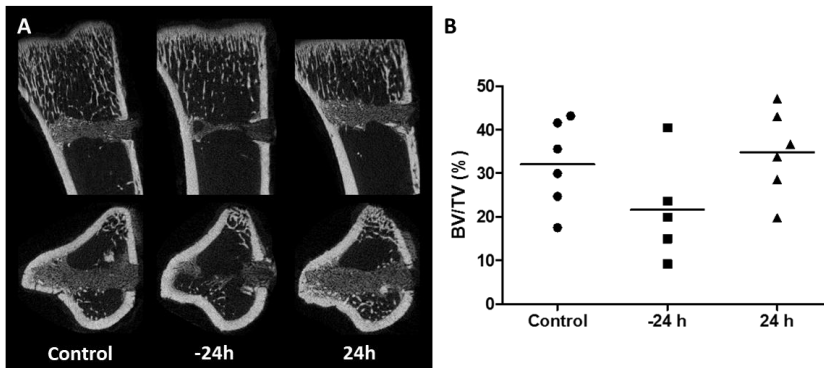 A
Control
-24h
24h
B
BV/TV (%)
50
40
30
20
10
0
Control
-24 h
24 h